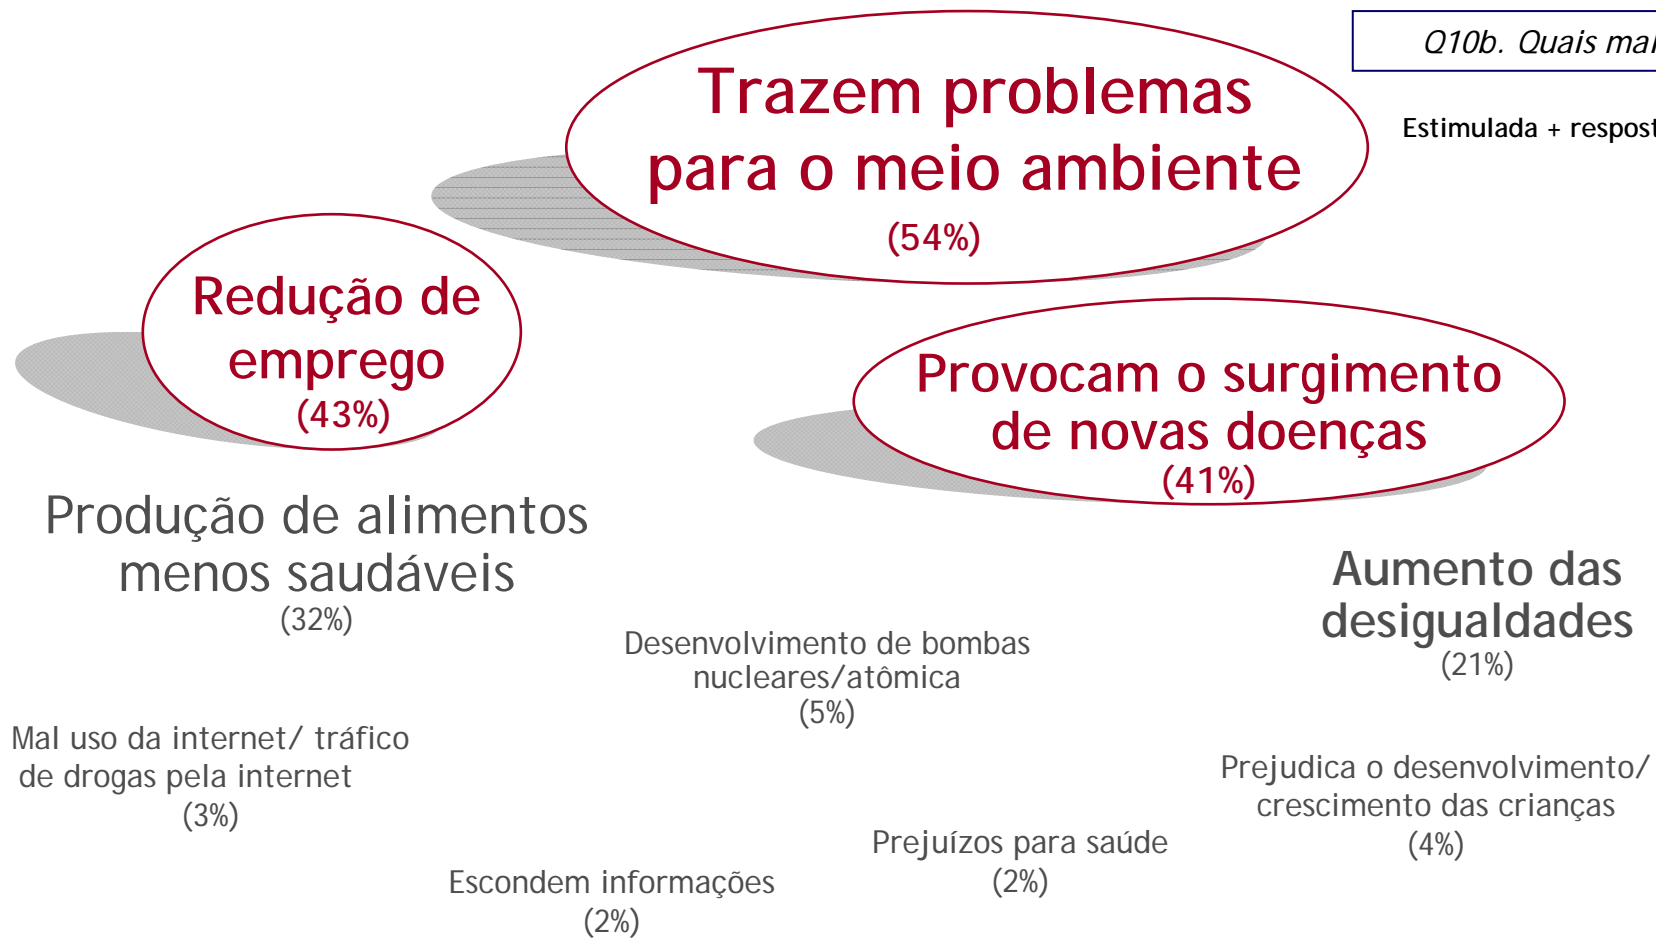 Q10b. Quais mal
Estimulada + respost
Trazem problemas
para o meio ambiente
(54%)
Redução de
emprego
(43%)
Provocam o surgimento
de novas doenças
(41%)
Produção de alimentos
menos saudáveis
(32%)
Aumento das
desigualdades
(21%)
Desenvolvimento de bombas
nucleares/atômica
(5%)
Mal uso da internet/ tráfico
de drogas pela internet
(3%)
Prejudica o desenvolvimento/
crescimento das crianças
(4%)
Prejuízos para saúde
(2%)
Escondem informações
(2%)